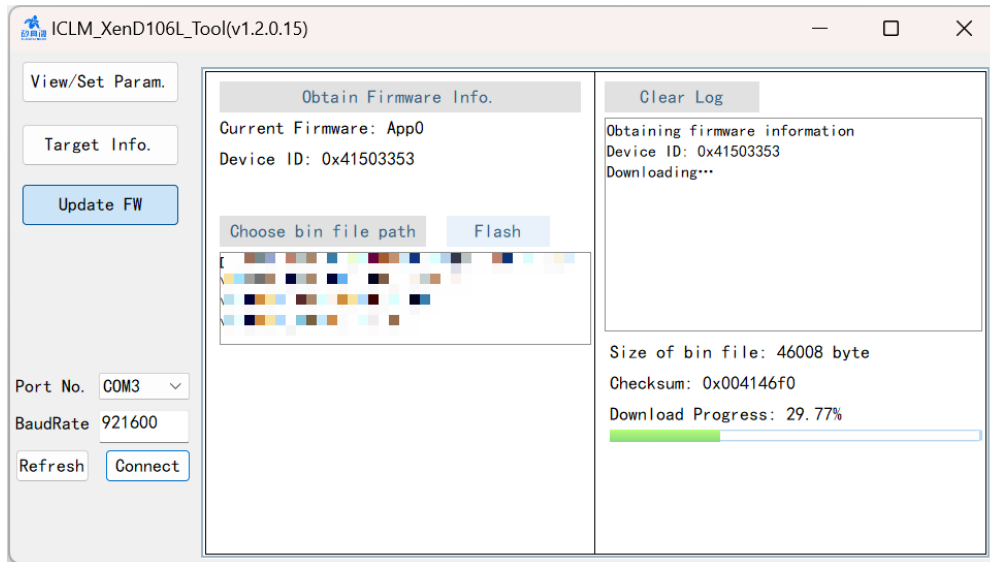 ICLM_XenD106L_Tool(v1.2.0.15)
View/Set Param.
Target Info.
Update FW
Port No. COM3
BaudRate 921600
Refresh Connect
Obtain Firmware Info.
Current Firmware: App0
Device ID: 0x41503353
Choose bin file path Flash
Clear Log
Obtaining firmware information
Device ID: 0x41503353
Downloading…
Size of bin file: 46008 byte
Checksum: 0x004146f0
Download Progress: 29.77%